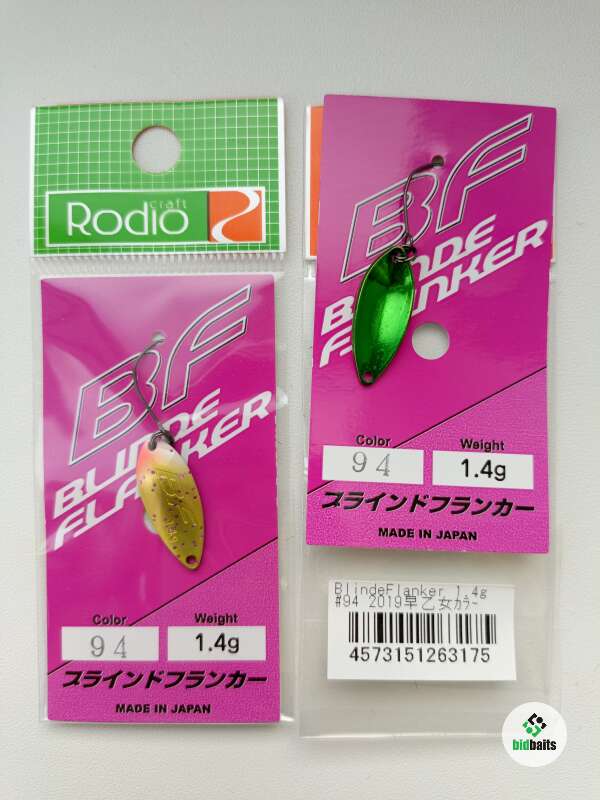 Rodio
craft
BF
BLINDE
FLANKER
Color
94
Weight
1.4g
ブラインドフランカー
MADE IN JAPAN
BF
BLINDE
FLANKER
Color
94
Weight
1.4g
ブラインドフランカー
MADE IN JAPAN
BlindeFlanker 1.4g
#94 2019早乙女ｶﾗｰ
4573151263175
bidbaits